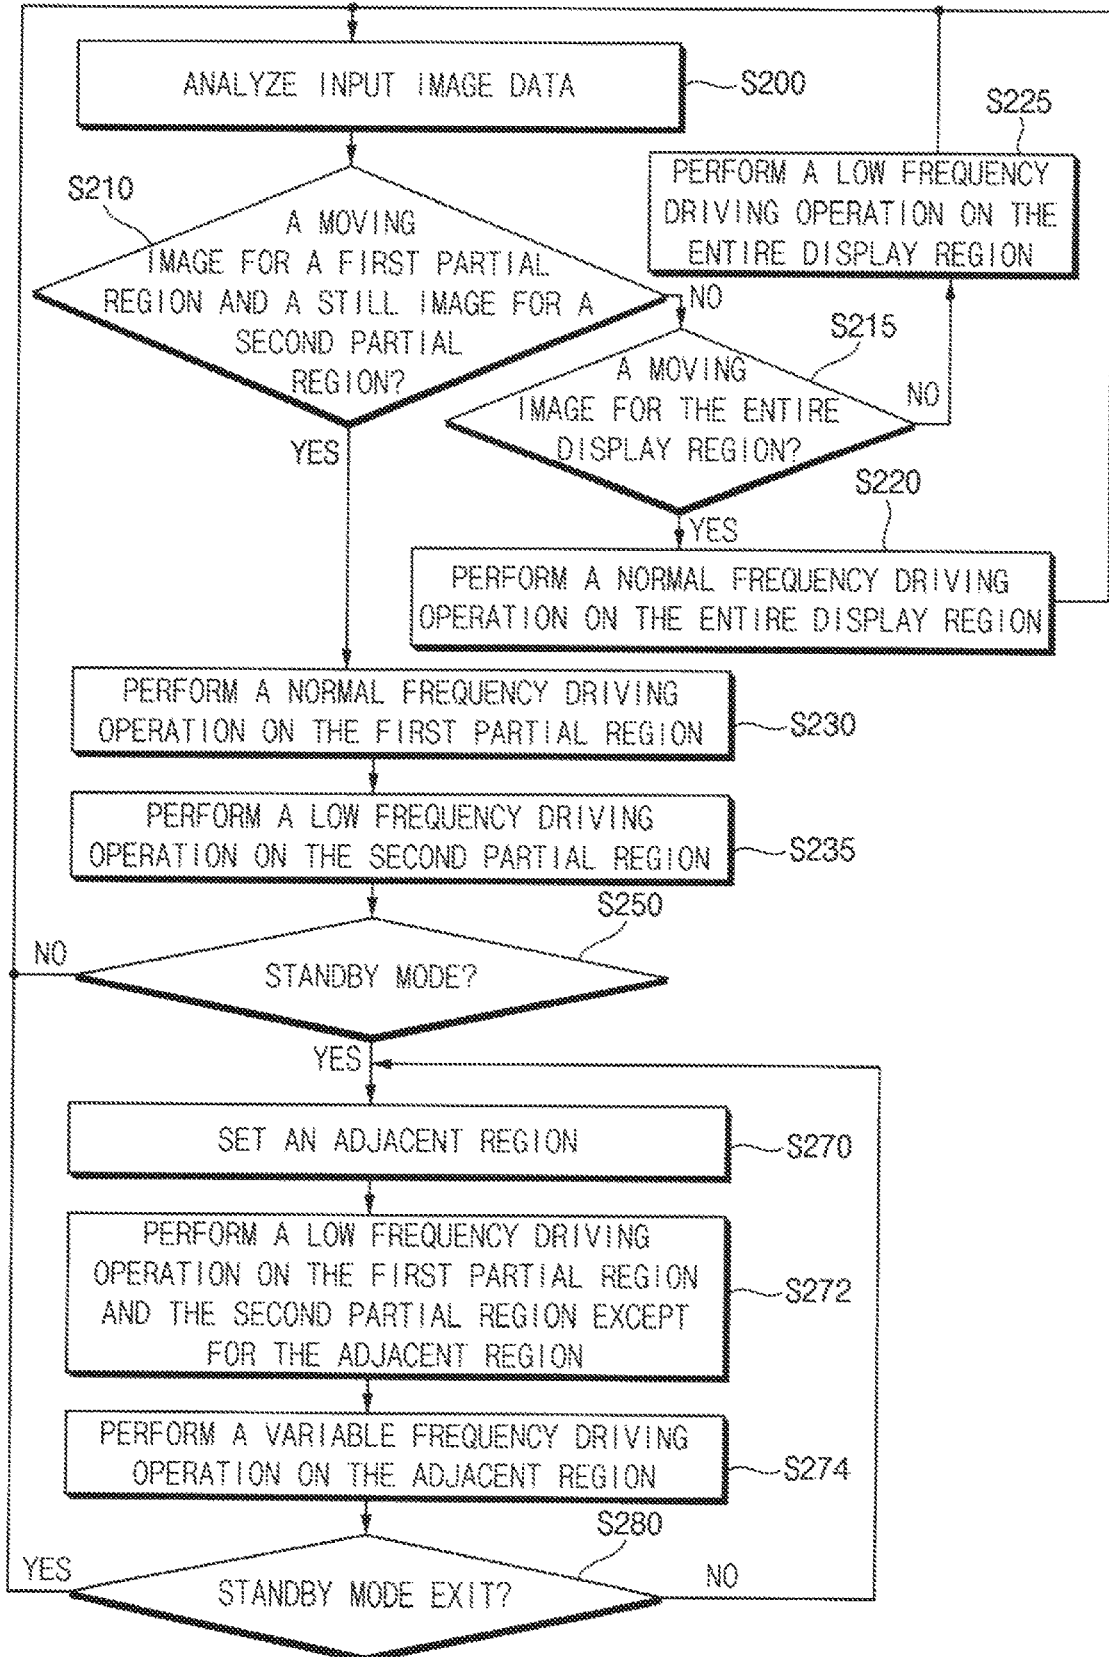 ANALYZE INPUT IMAGE DATA
S200
S225
PERFORM A LOW FREQUENCY
DRIVING OPERATION ON THE
ENTIRE DISPLAY REGION
S210
A MOVING
IMAGE FOR A FIRST PARTIAL
REGION AND A STILL IMAGE FOR A
SECOND PARTIAL
REGION?
NO
YES
S215
A MOVING
IMAGE FOR THE ENTIRE
DISPLAY REGION?
NO
YES
S220
PERFORM A NORMAL FREQUENCY DRIVING
OPERATION ON THE ENTIRE DISPLAY REGION
PERFORM A NORMAL FREQUENCY DRIVING
OPERATION ON THE FIRST PARTIAL REGION
S230
PERFORM A LOW FREQUENCY DRIVING
OPERATION ON THE SECOND PARTIAL REGION
S235
S250
NO
STANDBY MODE?
YES
SET AN ADJACENT REGION
S270
PERFORM A LOW FREQUENCY DRIVING
OPERATION ON THE FIRST PARTIAL REGION
AND THE SECOND PARTIAL REGION EXCEPT
FOR THE ADJACENT REGION
S272
PERFORM A VARIABLE FREQUENCY DRIVING
OPERATION ON THE ADJACENT REGION
S274
S280
YES
STANDBY MODE EXIT?
NO